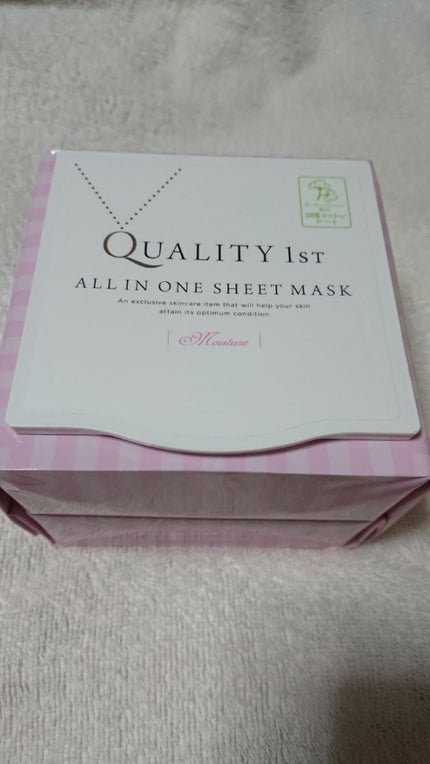 100%コットン
シート
QUALITY 1ST
ALL IN ONE SHEET MASK
An exclusive skincare item that will help your skin
attain its optimum condition
Moisture